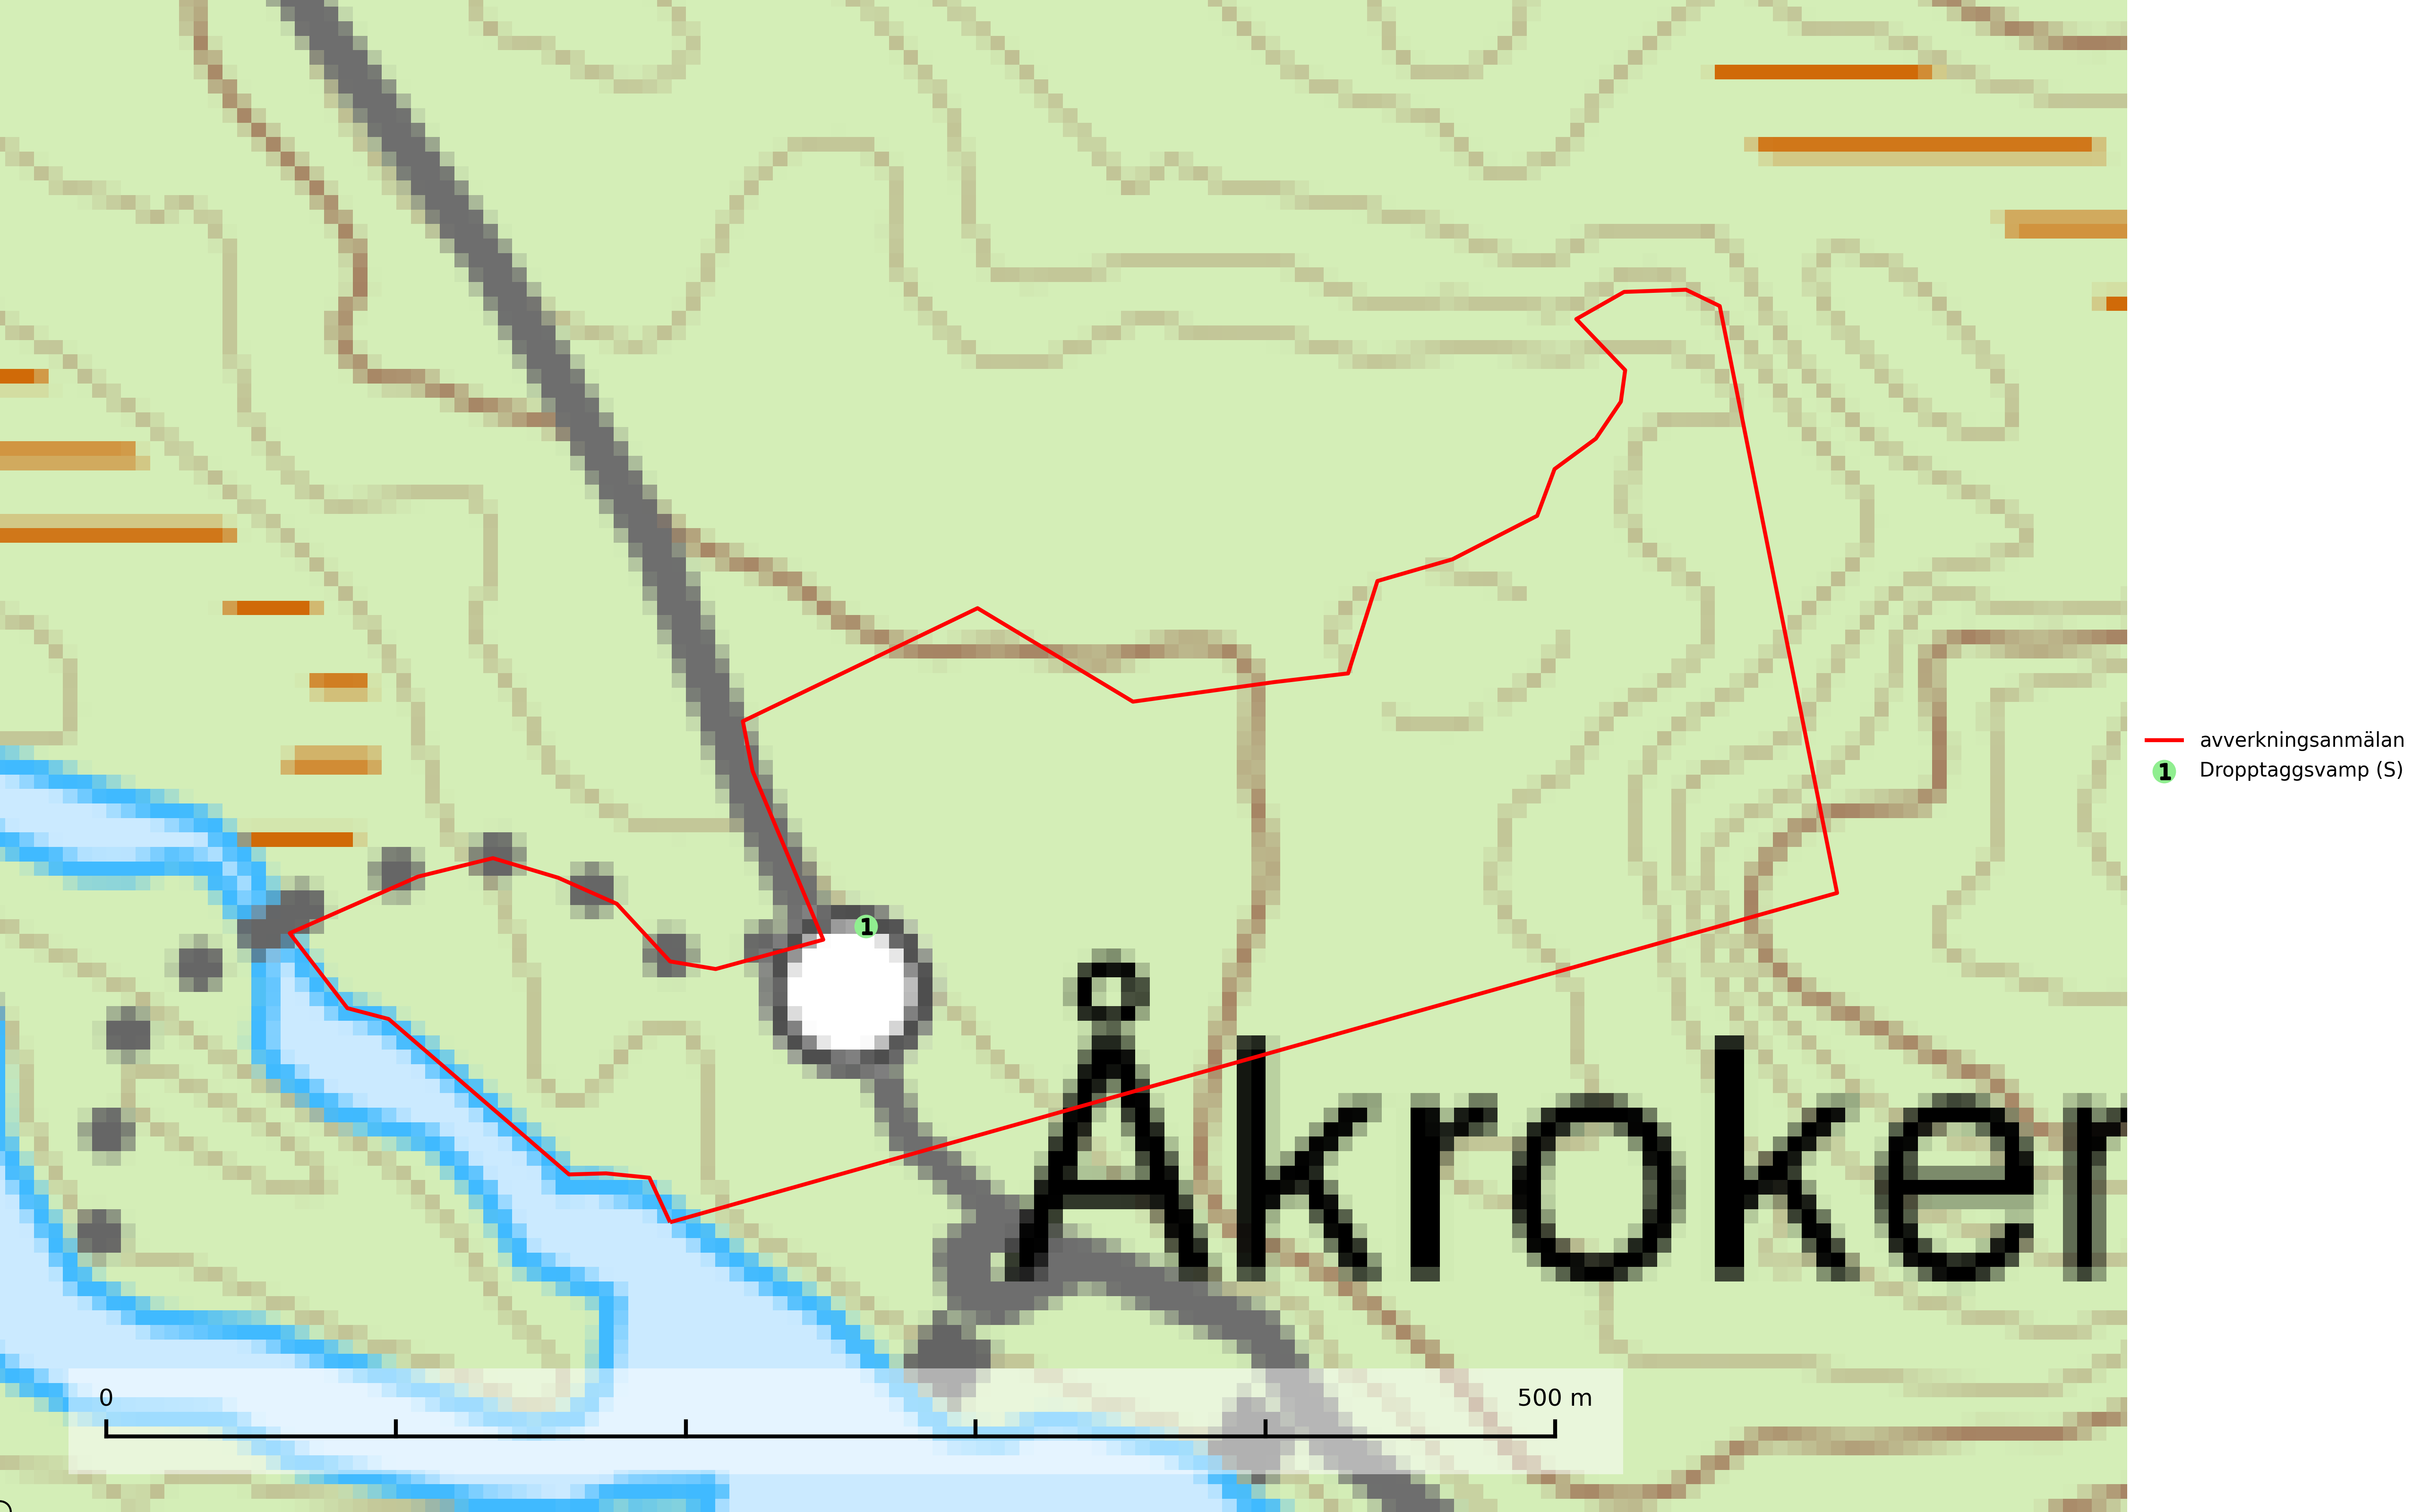 avverkningsanmälan
1 Dropptaggsvamp (S)
1
Åkroker
0 500 m